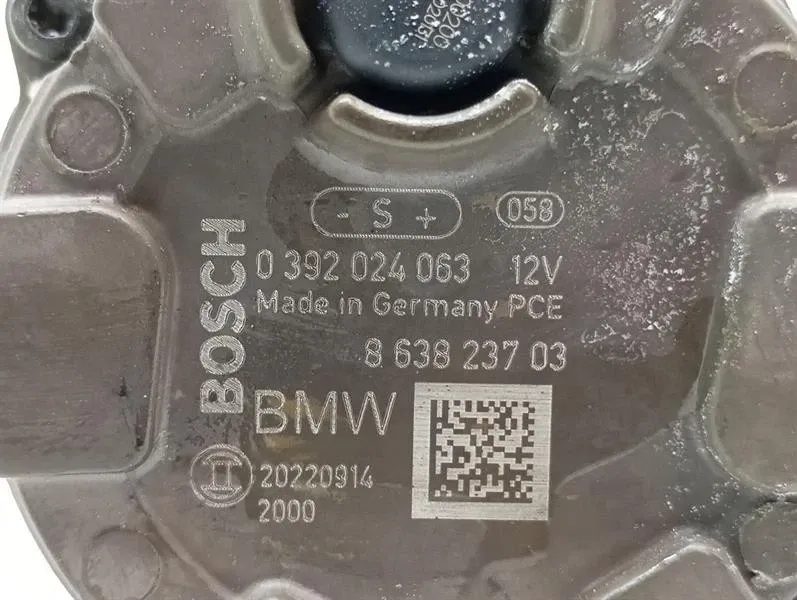 - S +
058
BOSCH
0 392 024 063 12V
Made in Germany PCE
8 638 237 03
BMW
20220914
2000